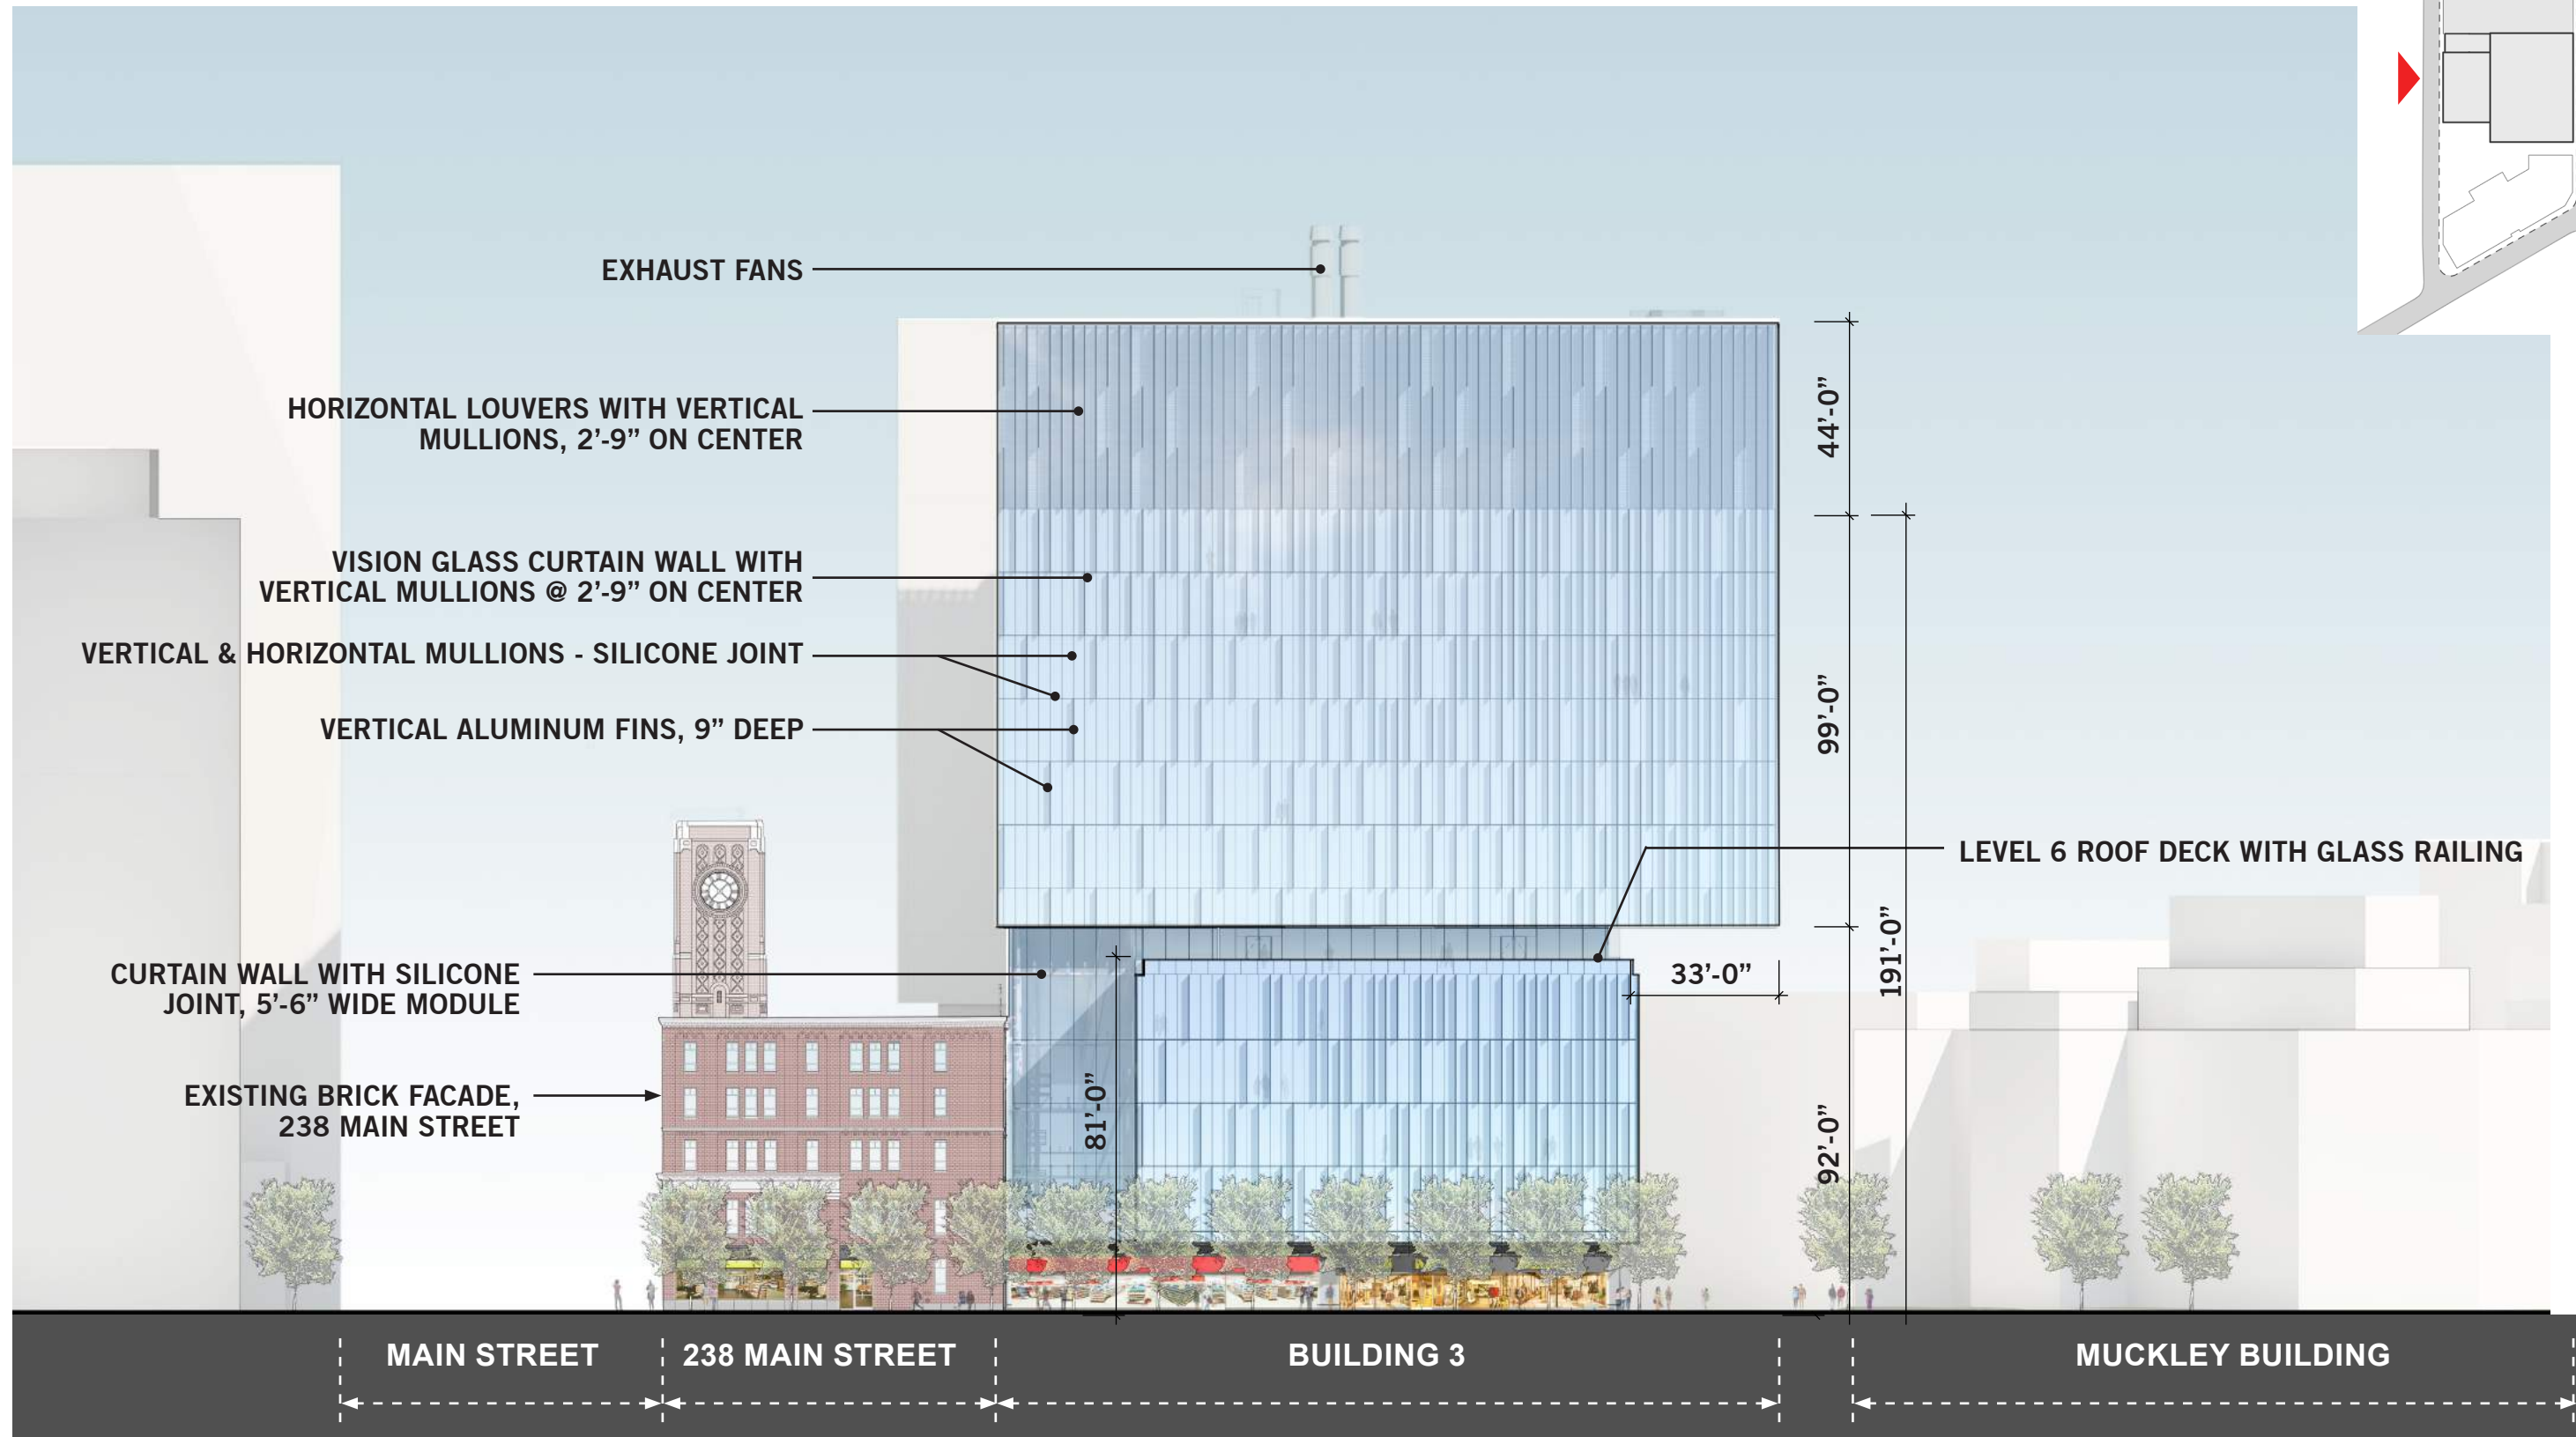 EXHAUST FANS
HORIZONTAL LOUVERS WITH VERTICAL
MULLIONS, 2’-9” ON CENTER
44’-0”
VISION GLASS CURTAIN WALL WITH
VERTICAL MULLIONS @ 2’-9” ON CENTER
VERTICAL & HORIZONTAL MULLIONS - SILICONE JOINT
VERTICAL ALUMINUM FINS, 9” DEEP
99’-0”
LEVEL 6 ROOF DECK WITH GLASS RAILING
191’-0”
33’-0”
CURTAIN WALL WITH SILICONE
JOINT, 5’-6” WIDE MODULE
EXISTING BRICK FACADE,
238 MAIN STREET
81’-0”
92’-0”
MAIN STREET
238 MAIN STREET
BUILDING 3
MUCKLEY BUILDING